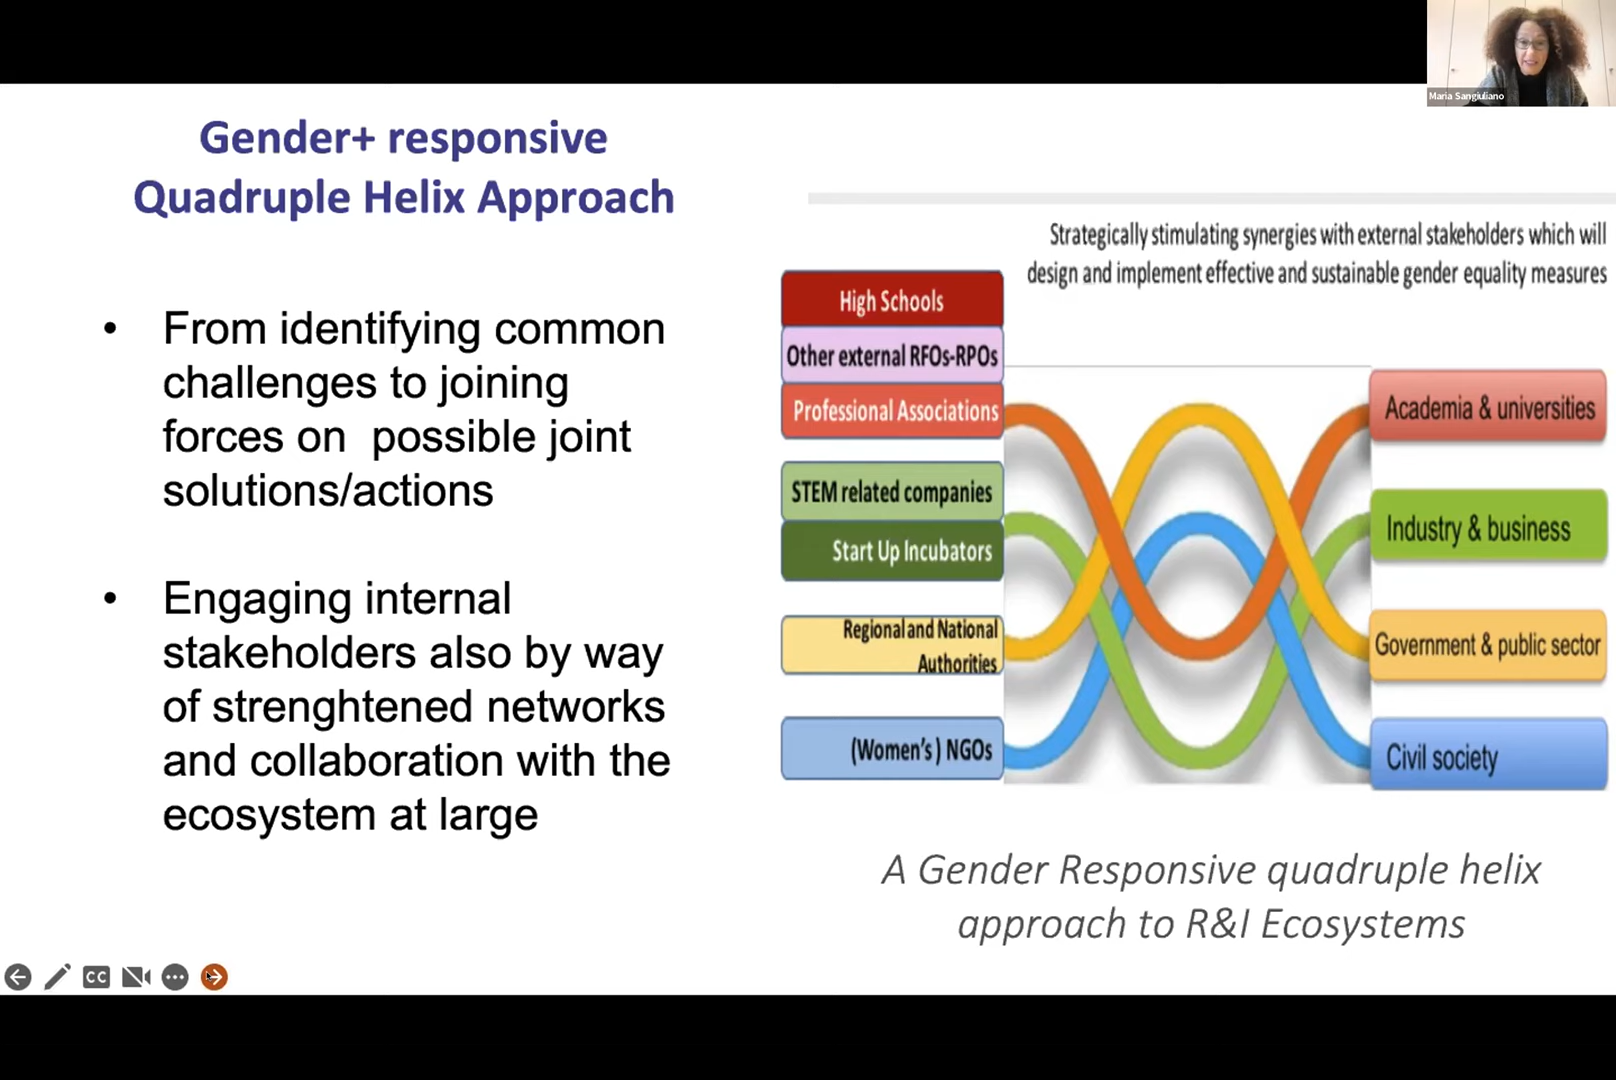 Maria Sangiuliano
Gender+ responsive
Quadruple Helix Approach
• From identifying common
challenges to joining
forces on possible joint
solutions/actions
• Engaging internal
stakeholders also by way
of strenghtened networks
and collaboration with the
ecosystem at large
Strategically stimulating synergies with external stakeholders which will
design and implement effective and sustainable gender equality measures
High Schools
Other external RFOs-RPOs
Professional Associations
STEM related companies
Start Up Incubators
Regional and National
Authorities
(Women's) NGOs
Academia & universities
Industry & business
Government & public sector
Civil society
A Gender Responsive quadruple helix
approach to R&I Ecosystems
CC